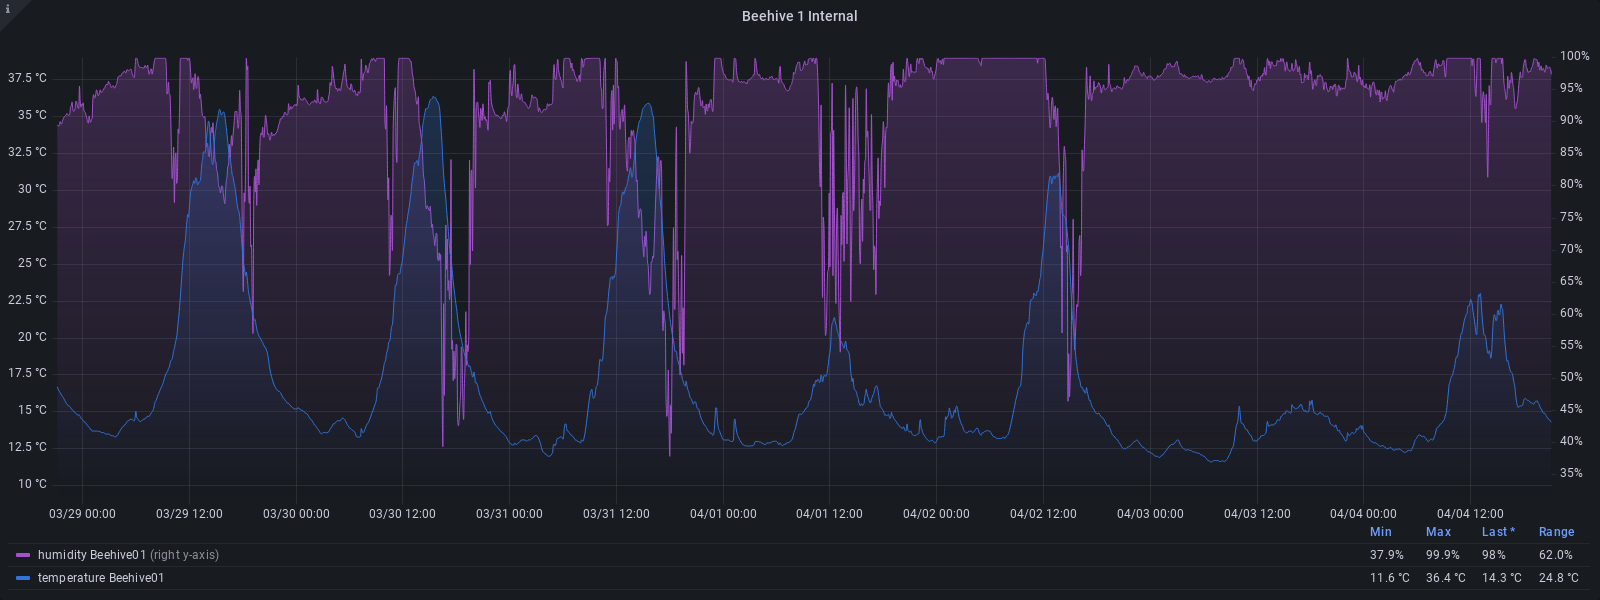 i
Beehive 1 Internal
37.5 °C
35 °C
32.5 °C
30 °C
27.5 °C
25 °C
22.5 °C
20 °C
17.5 °C
15 °C
12.5 °C
10 °C
100%
95%
90%
85%
80%
75%
70%
65%
60%
55%
50%
45%
40%
35%
03/29 00:00 03/29 12:00 03/30 00:00 03/30 12:00 03/31 00:00 03/31 12:00 04/01 00:00 04/01 12:00 04/02 00:00 04/02 12:00 04/03 00:00 04/03 12:00 04/04 00:00 04/04 12:00
Min Max Last * Range
humidity Beehive01 (right y-axis) 37.9% 99.9% 98% 62.0%
temperature Beehive01 11.6 °C 36.4 °C 14.3 °C 24.8 °C